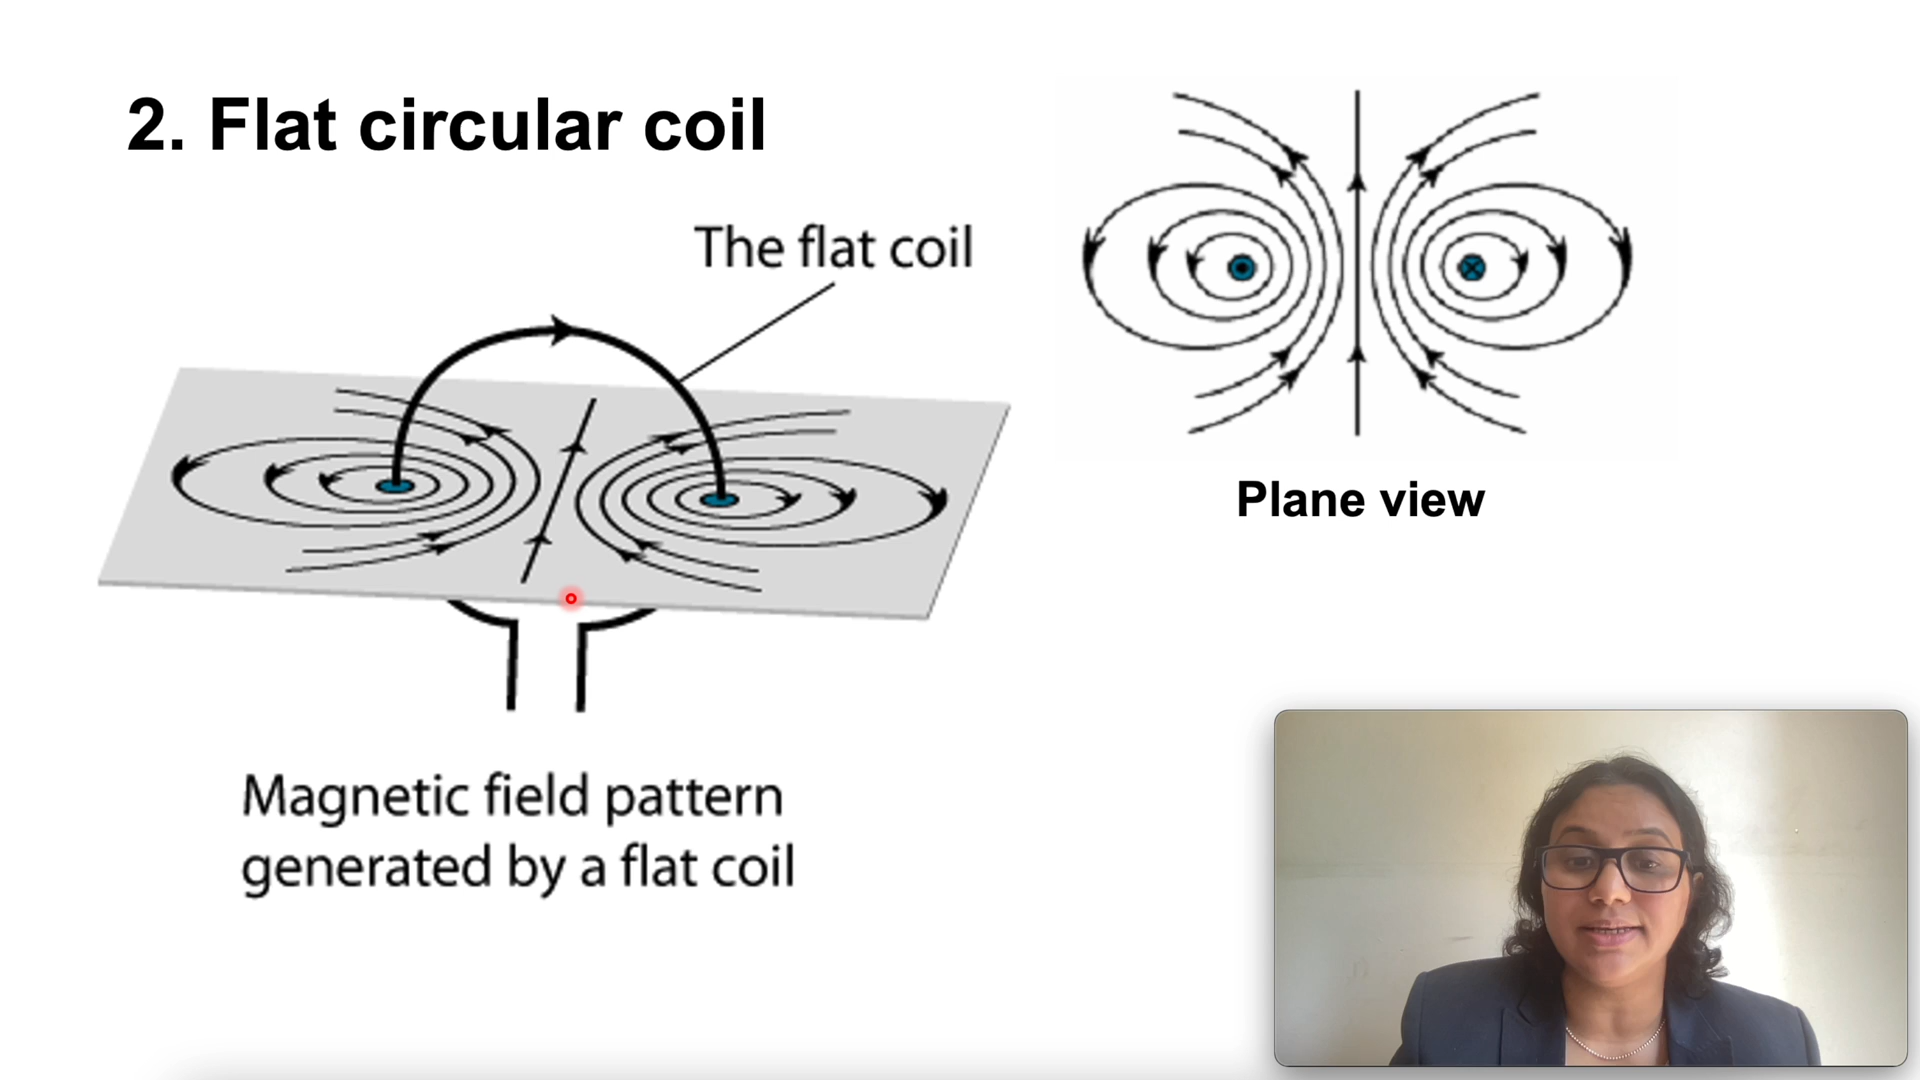 2. Flat circular coil
The flat coil
Plane view
Magnetic field pattern
generated by a flat coil